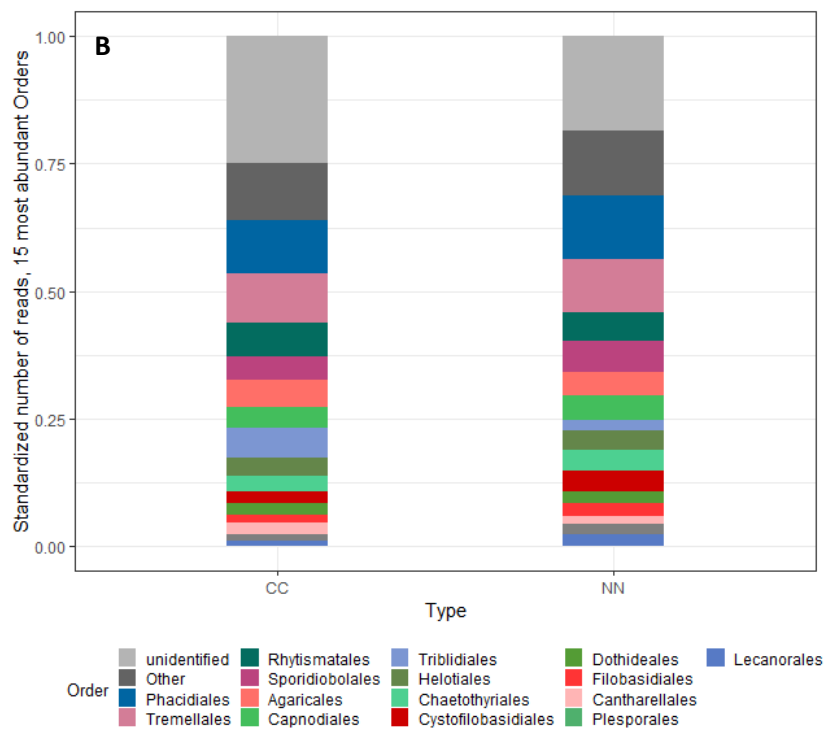 B
Standardized number of reads, 15 most abundant Orders
1.00
0.75
0.50
0.25
0.00
CC
NN
Type
Order
unidentified
Other
Phacidiales
Tremellales
Rhytismatales
Sporidiobolales
Agaricales
Capnodiales
Triblidiales
Helotiales
Chaetothyriales
Cystofilobasidiales
Dothideales
Filobasidiales
Cantharellales
Plesporales
Lecanorales